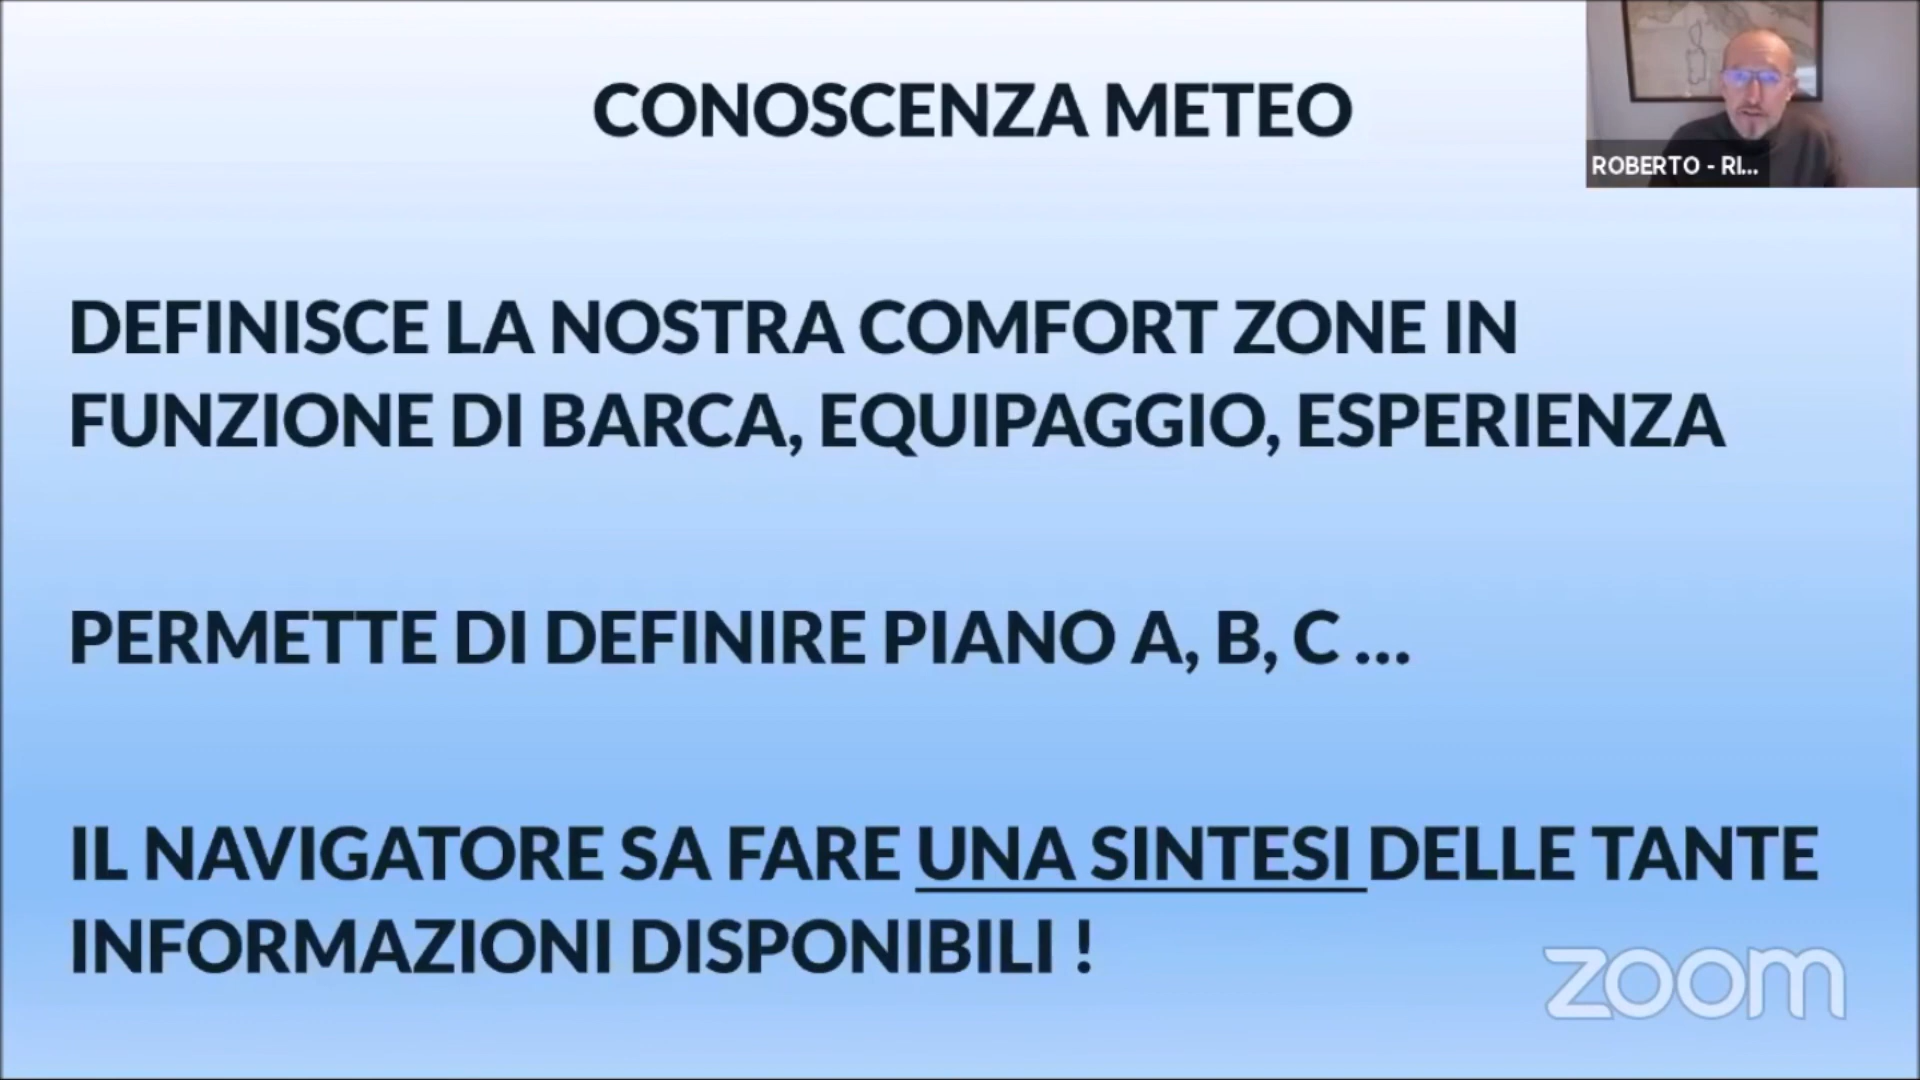 CONOSCENZA METEO
ROBERTO - RI...
DEFINISCE LA NOSTRA COMFORT ZONE IN
FUNZIONE DI BARCA, EQUIPAGGIO, ESPERIENZA
PERMETTE DI DEFINIRE PIANO A, B, C ...
IL NAVIGATORE SA FARE UNA SINTESI DELLE TANTE
INFORMAZIONI DISPONIBILI !
zoom